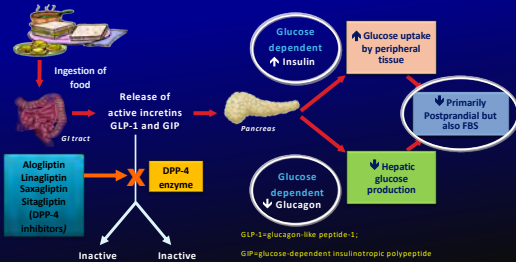 Ingestion of
food
GI tract
Release of
active incretins
GLP-1 and GIP
Pancreas
Glucose
dependent
↑ Insulin
↑ Glucose uptake
by peripheral
tissue
↓ Primarily
Postprandial but
also FBS
Alogliptin
Linagliptin
Saxagliptin
Sitagliptin
(DPP-4
inhibitors)
X
DPP-4
enzyme
Glucose
dependent
↓ Glucagon
↓ Hepatic
glucose
production
Inactive
Inactive
GLP-1=glucagon-like peptide-1;
GIP=glucose-dependent insulinotropic polypeptide